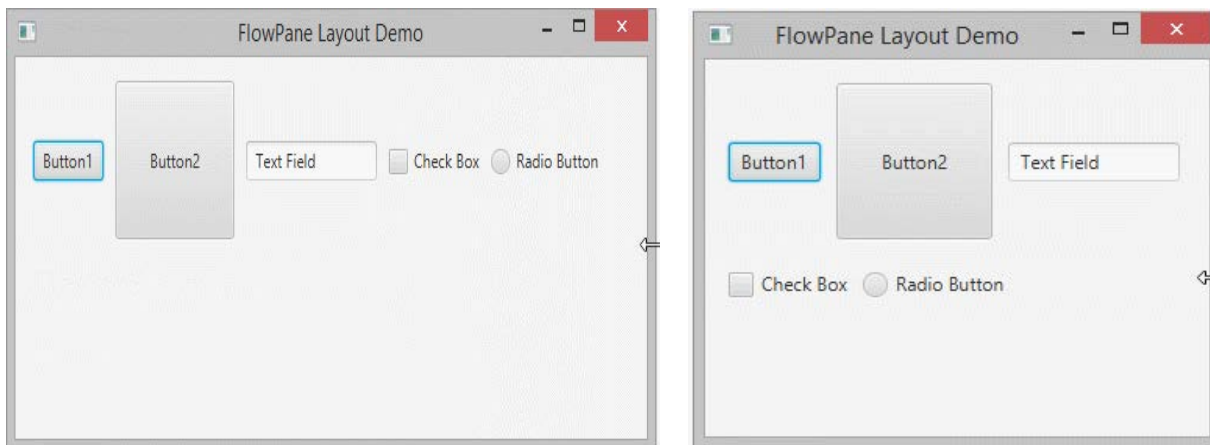 FlowPane Layout Demo
Button1 Button2 Text Field Check Box Radio Button
FlowPane Layout Demo
Button1 Button2 Text Field
Check Box Radio Button